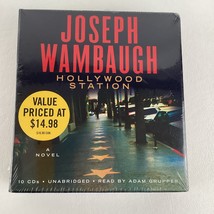 JOSEPH
WAMBAUGH
HOLLYWOOD
STATION
VALUE
PRICED AT
$14.98
A
NOVEL
10 CDs • UNABRIDGED • READ BY ADAM GRUPPER